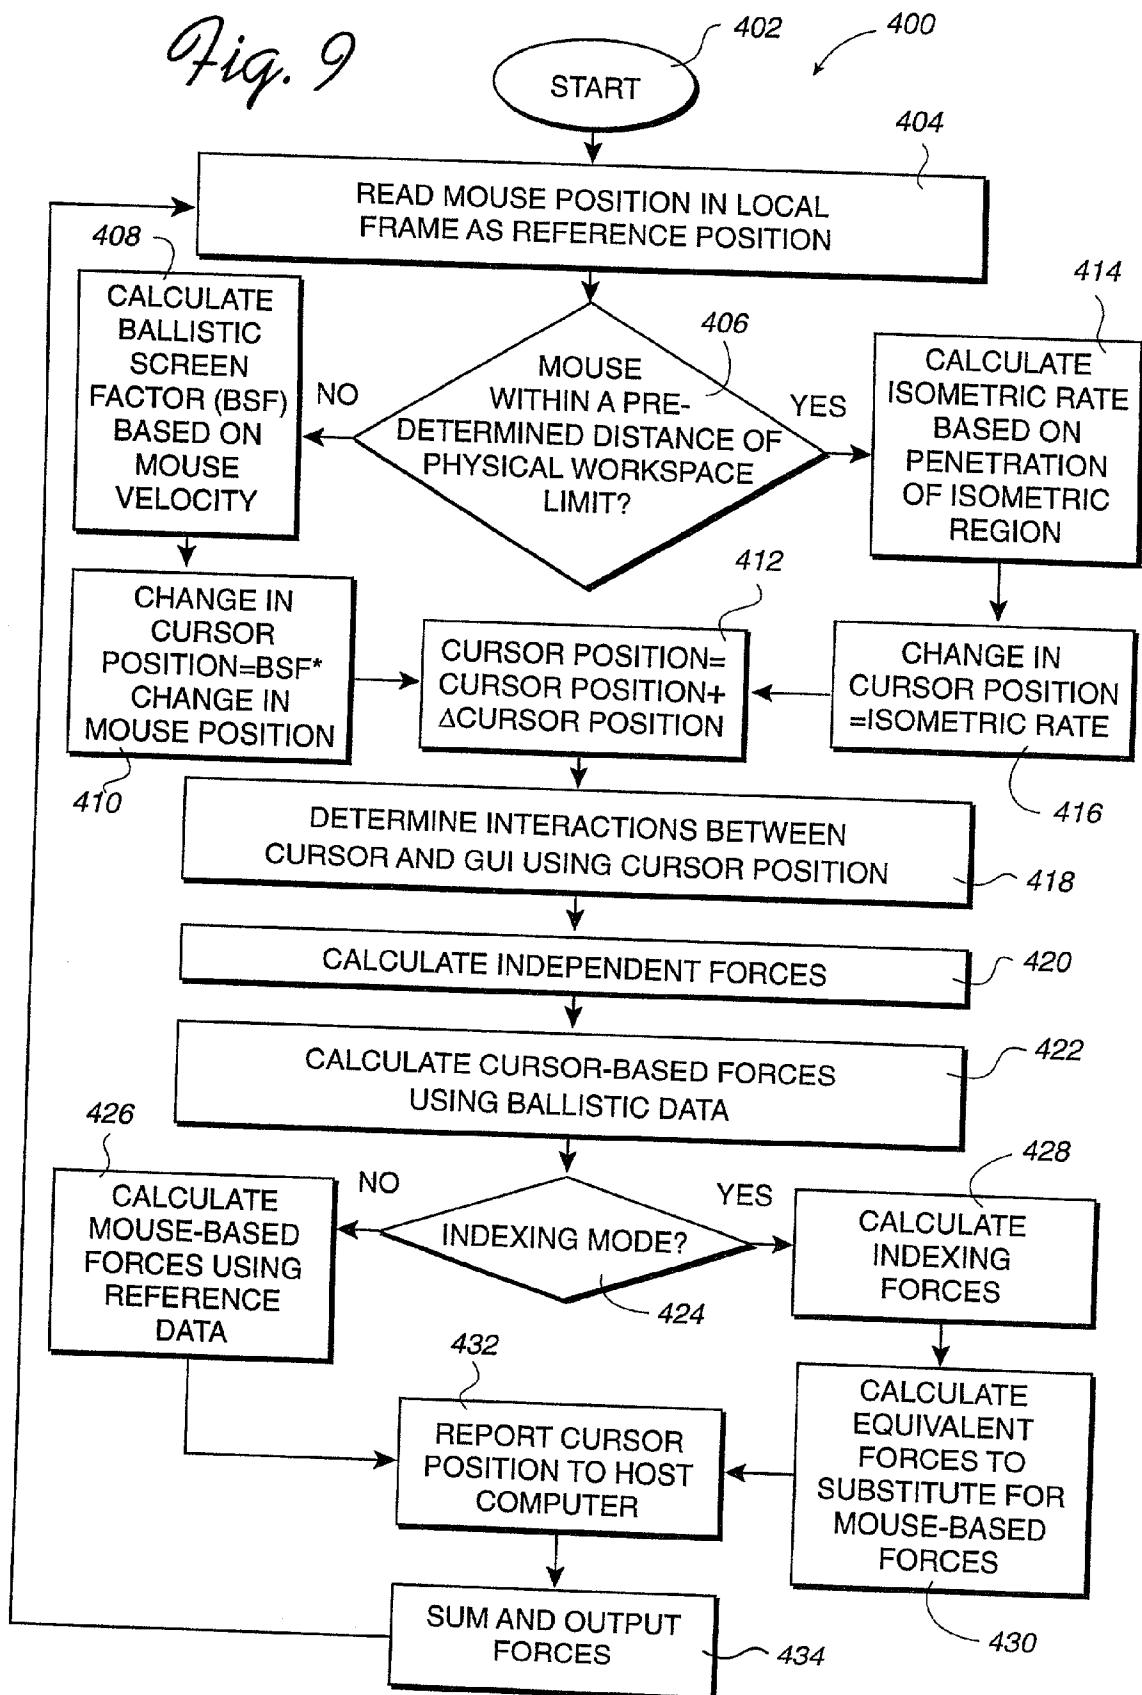 Fig. 9
402
400
START
404
READ MOUSE POSITION IN LOCAL
FRAME AS REFERENCE POSITION
408
CALCULATE
BALLISTIC
SCREEN
FACTOR (BSF)
BASED ON
MOUSE
VELOCITY
NO
406
MOUSE
WITHIN A PRE-
DETERMINED DISTANCE OF
PHYSICAL WORKSPACE
LIMIT?
YES
414
CALCULATE
ISOMETRIC RATE
BASED ON
PENETRATION
OF ISOMETRIC
REGION
CHANGE IN
CURSOR
POSITION=BSF*
CHANGE IN
MOUSE POSITION
410
412
CURSOR POSITION=
CURSOR POSITION+
ΔCURSOR POSITION
CHANGE IN
CURSOR POSITION
=ISOMETRIC RATE
416
DETERMINE INTERACTIONS BETWEEN
CURSOR AND GUI USING CURSOR POSITION
418
CALCULATE INDEPENDENT FORCES
420
CALCULATE CURSOR-BASED FORCES
USING BALLISTIC DATA
422
426
CALCULATE
MOUSE-BASED
FORCES USING
REFERENCE
DATA
NO
INDEXING MODE?
424
YES
428
CALCULATE
INDEXING
FORCES
432
REPORT CURSOR
POSITION TO HOST
COMPUTER
CALCULATE
EQUIVALENT
FORCES TO
SUBSTITUTE FOR
MOUSE-BASED
FORCES
430
SUM AND OUTPUT
FORCES
434